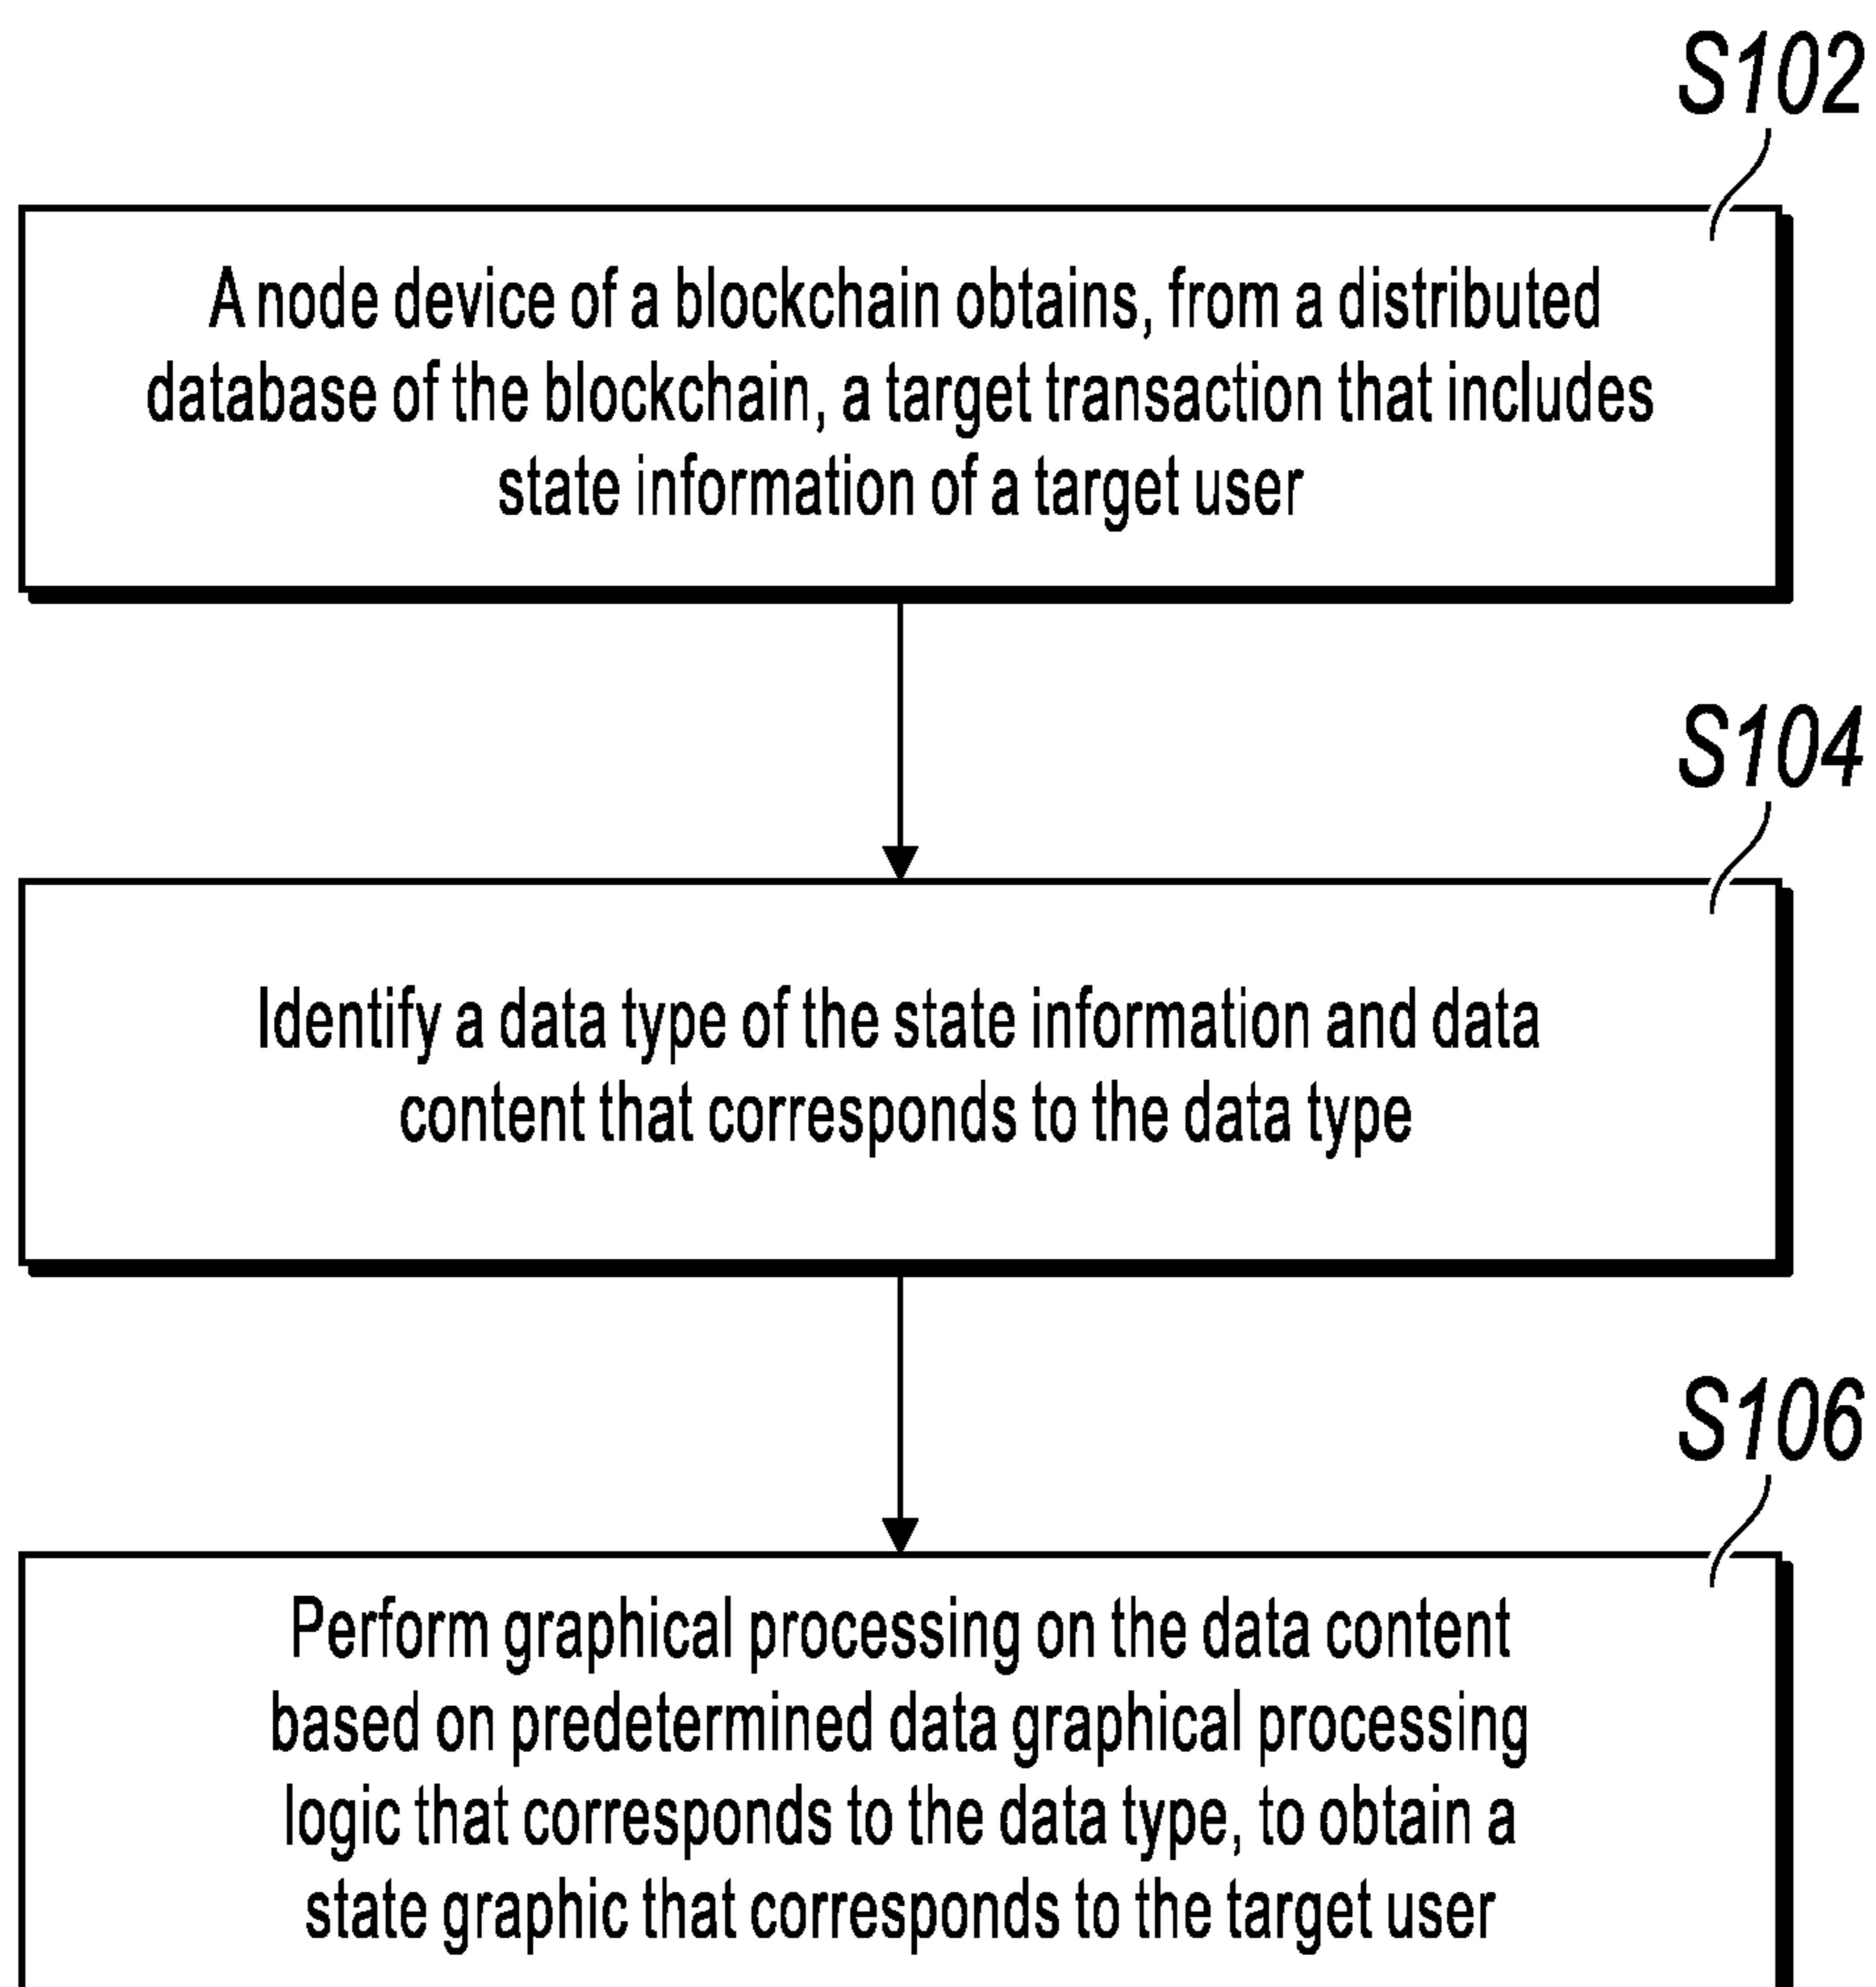 S102
A node device of a blockchain obtains, from a distributed
database of the blockchain, a target transaction that includes
state information of a target user
S104
Identify a data type of the state information and data
content that corresponds to the data type
S106
Perform graphical processing on the data content
based on predetermined data graphical processing
logic that corresponds to the data type, to obtain a
state graphic that corresponds to the target user